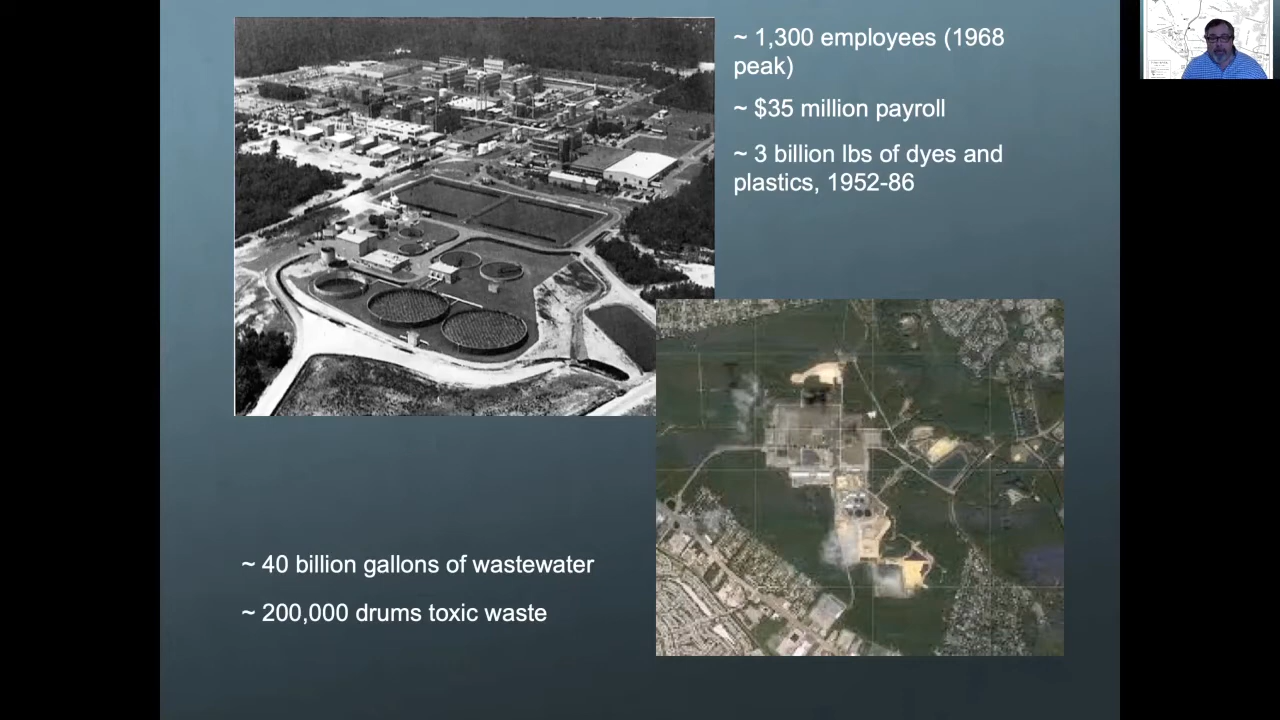 ~ 1,300 employees (1968
peak)
~ $35 million payroll
~ 3 billion lbs of dyes and
plastics, 1952-86
~ 40 billion gallons of wastewater
~ 200,000 drums toxic waste